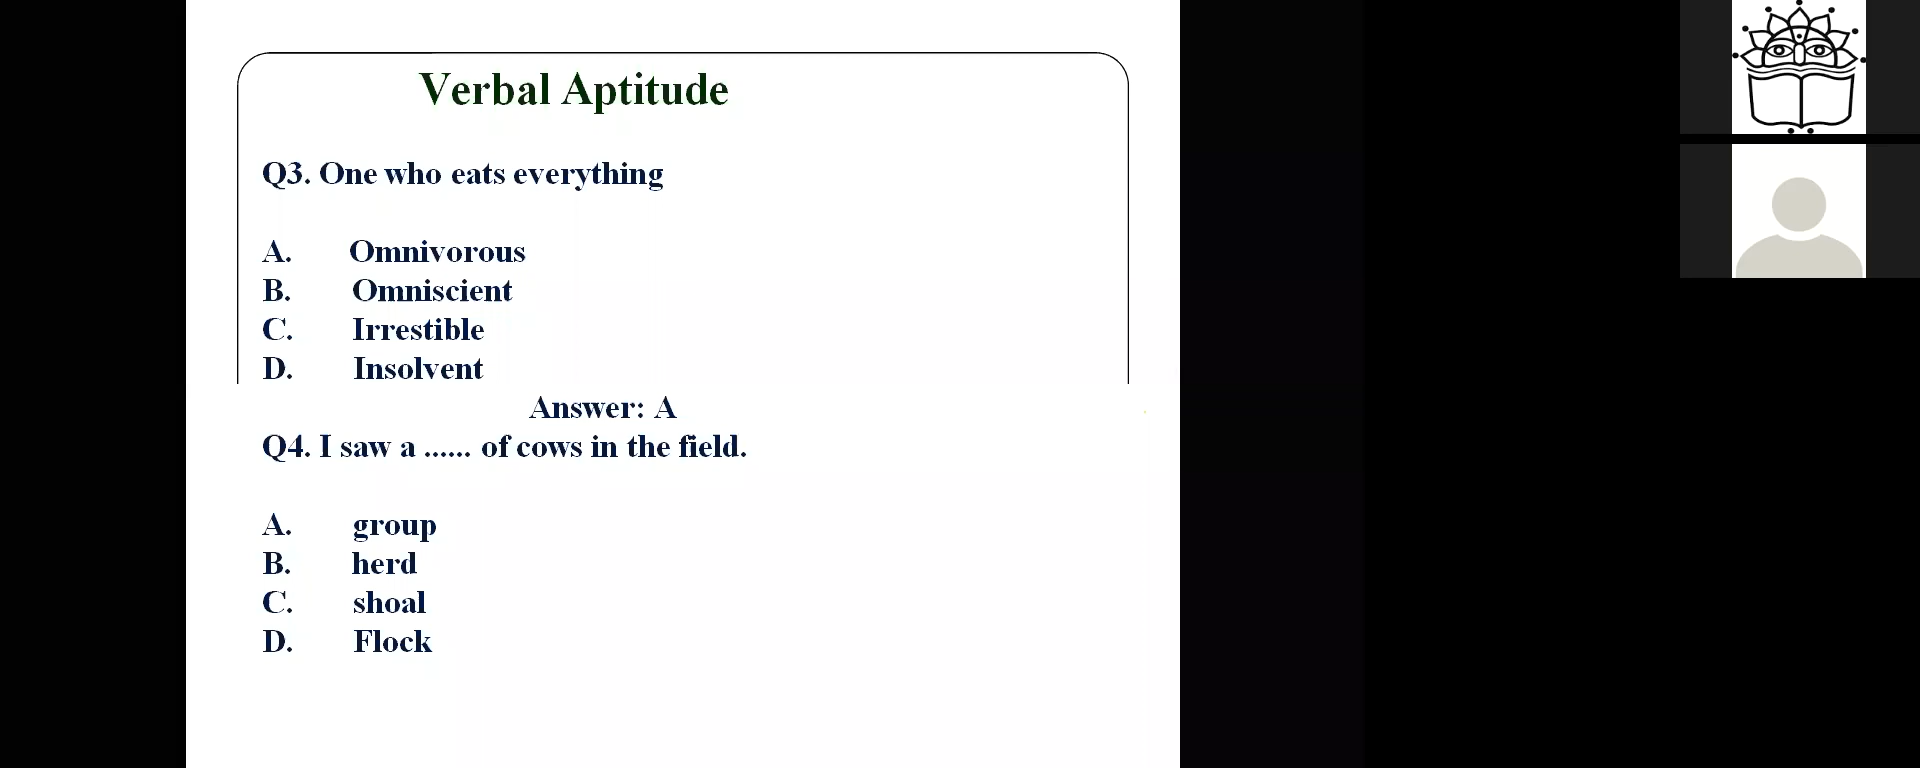 Verbal Aptitude
Q3. One who eats everything
A. Omnivorous
B. Omniscient
C. Irrestible
D. Insolvent
Answer: A
Q4. I saw a ...... of cows in the field.
A. group
B. herd
C. shoal
D. Flock